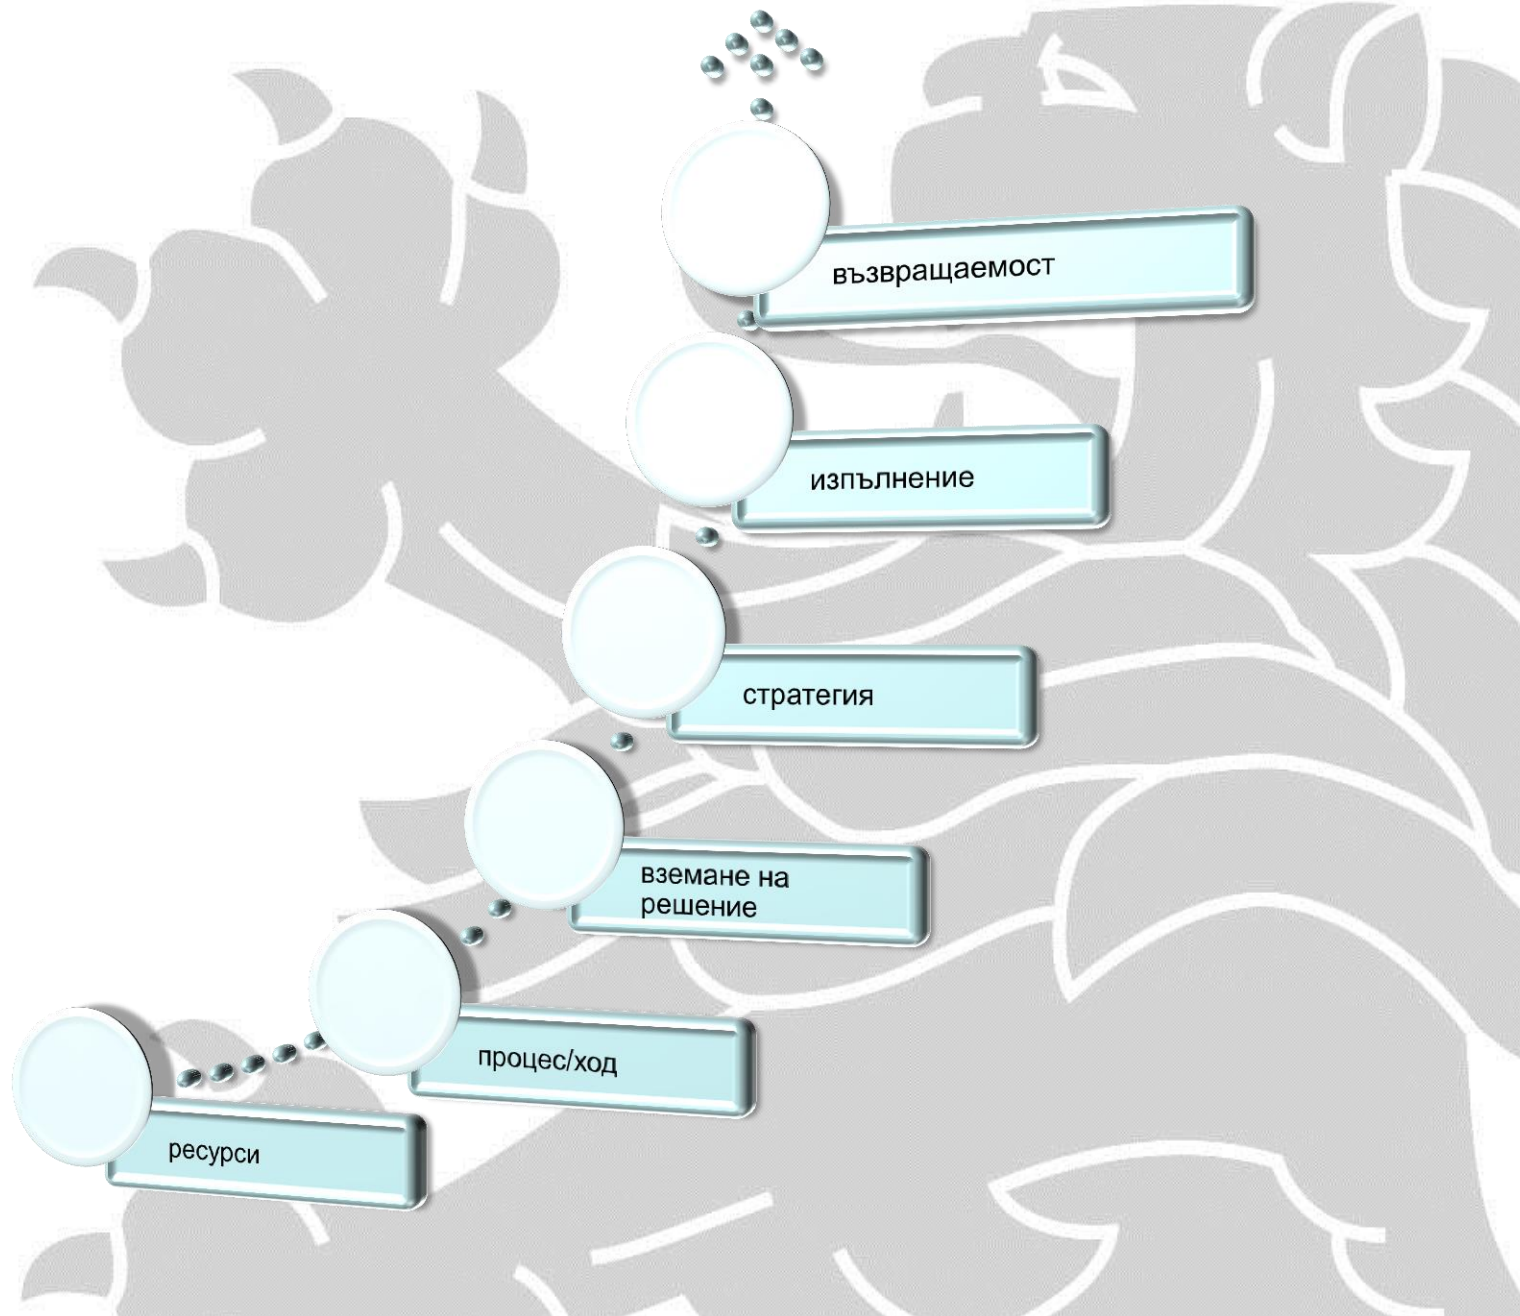 възвращаемост
изпълнение
стратегия
вземане на
решение
процес/ход
ресурси